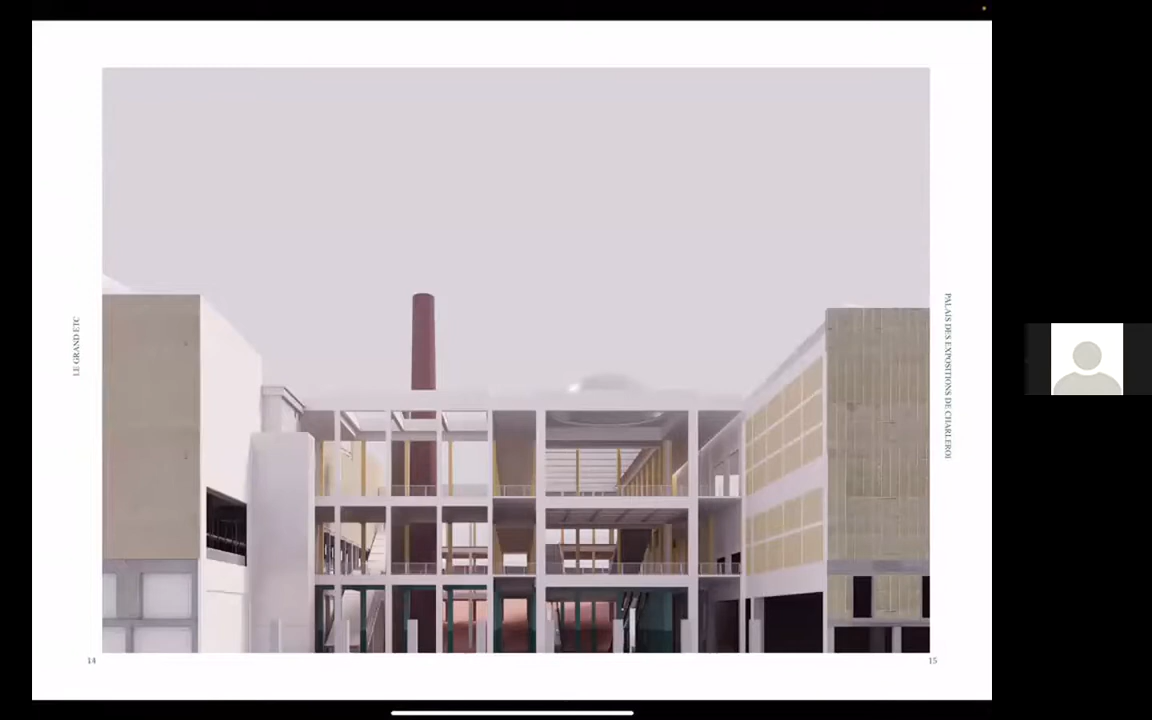 LE GRAND ETC
PALAIS DES EXPOSITIONS DE CHARLEROI
14
15